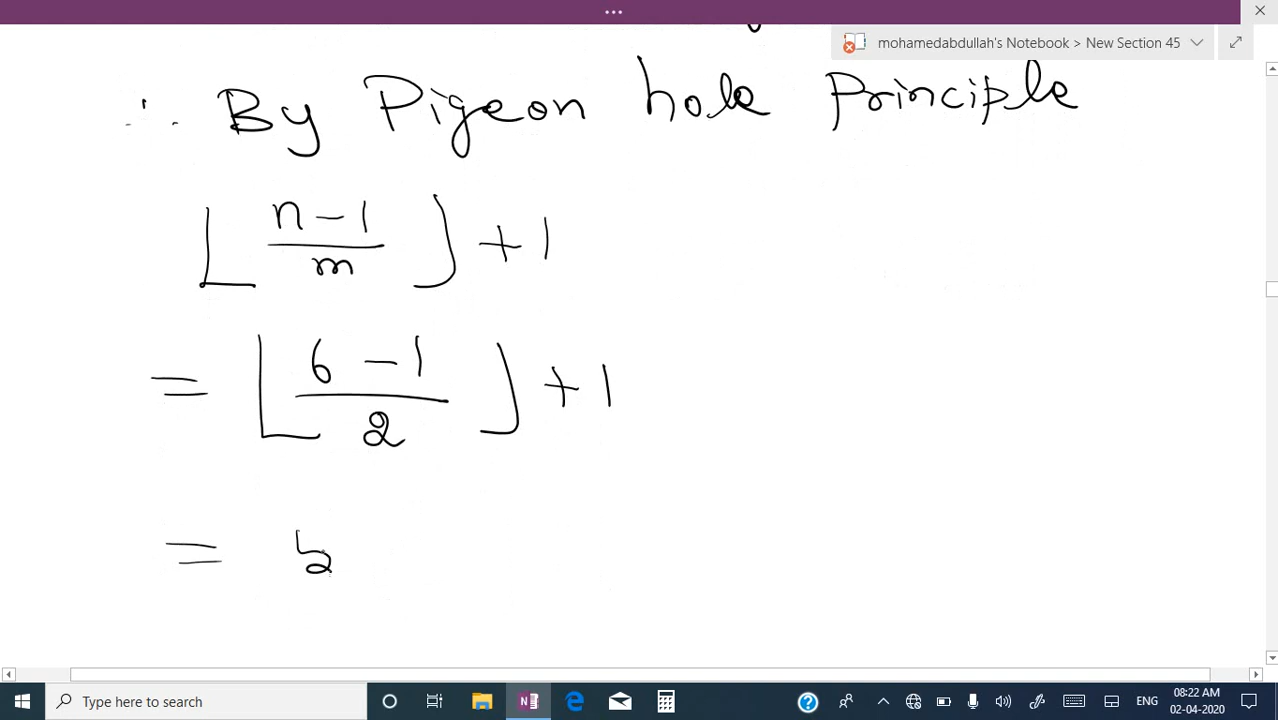 mohamedabdullah's Notebook > New Section 45
∴ By Pigeon hole Principle
⌊ n - 1 / m ⌋ + 1
= ⌊ 6 - 1 / 2 ⌋ + 1
=
Type here to search
ENG
08:22 AM
02-04-2020